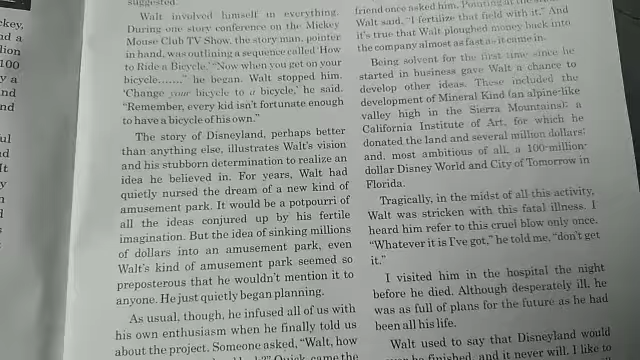 ckey,
nd a
lion
100
y a
nd
nd
ul
d
It
y
n
d
suggested.
Walt involved himself in everything.
During one story conference on the Mickey
Mouse Club TV Show, the story man, pointer
in hand, was outlining a sequence called 'How
to Ride a Bicycle.' "Now when you get on your
bicycle......." he began. Walt stopped him.
'Change your bicycle to a bicycle,' he said.
"Remember, every kid isn't fortunate enough
to have a bicycle of his own."
The story of Disneyland, perhaps better
than anything else, illustrates Walt's vision
and his stubborn determination to realize an
idea he believed in. For years, Walt had
quietly nursed the dream of a new kind of
amusement park. It would be a potpourri of
all the ideas conjured up by his fertile
imagination. But the idea of sinking millions
of dollars into an amusement park, even
Walt's kind of amusement park seemed so
preposterous that he wouldn't mention it to
anyone. He just quietly began planning.
As usual, though, he infused all of us with
his own enthusiasm when he finally told us
about the project. Someone asked, "Walt, how
Quick came the
friend once asked him. Pointing at the
Walt said, "I fertilize that field with it." And
it's true that Walt ploughed money back into
the company almost as fast as it came in.
Being solvent for the first time since he
started in business gave Walt a chance to
develop other ideas. These included the
development of Mineral Kind (an alpine-like
valley high in the Sierra Mountains); a
California Institute of Art, for which he
donated the land and several million dollars;
and, most ambitious of all, a 100-million-
dollar Disney World and City of Tomorrow in
Florida.
Tragically, in the midst of all this activity,
Walt was stricken with this fatal illness. I
heard him refer to this cruel blow only once.
"Whatever it is I've got," he told me, "don't get
it."
I visited him in the hospital the night
before he died. Although desperately ill, he
was as full of plans for the future as he had
been all his life.
Walt used to say that Disneyland would
never be finished, and it never will. I like to